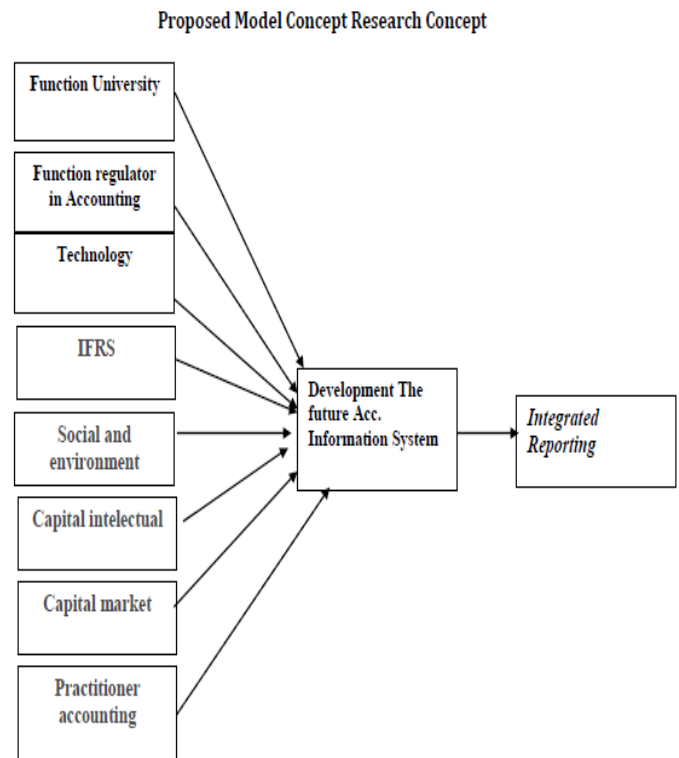 Proposed Model Concept Research Concept
Function University
Function regulator
in Accounting
Technology
IFRS
Social and
environment
Capital intelectual
Capital market
Practitioner
accounting
Development The
future Acc.
Information System
Integrated
Reporting